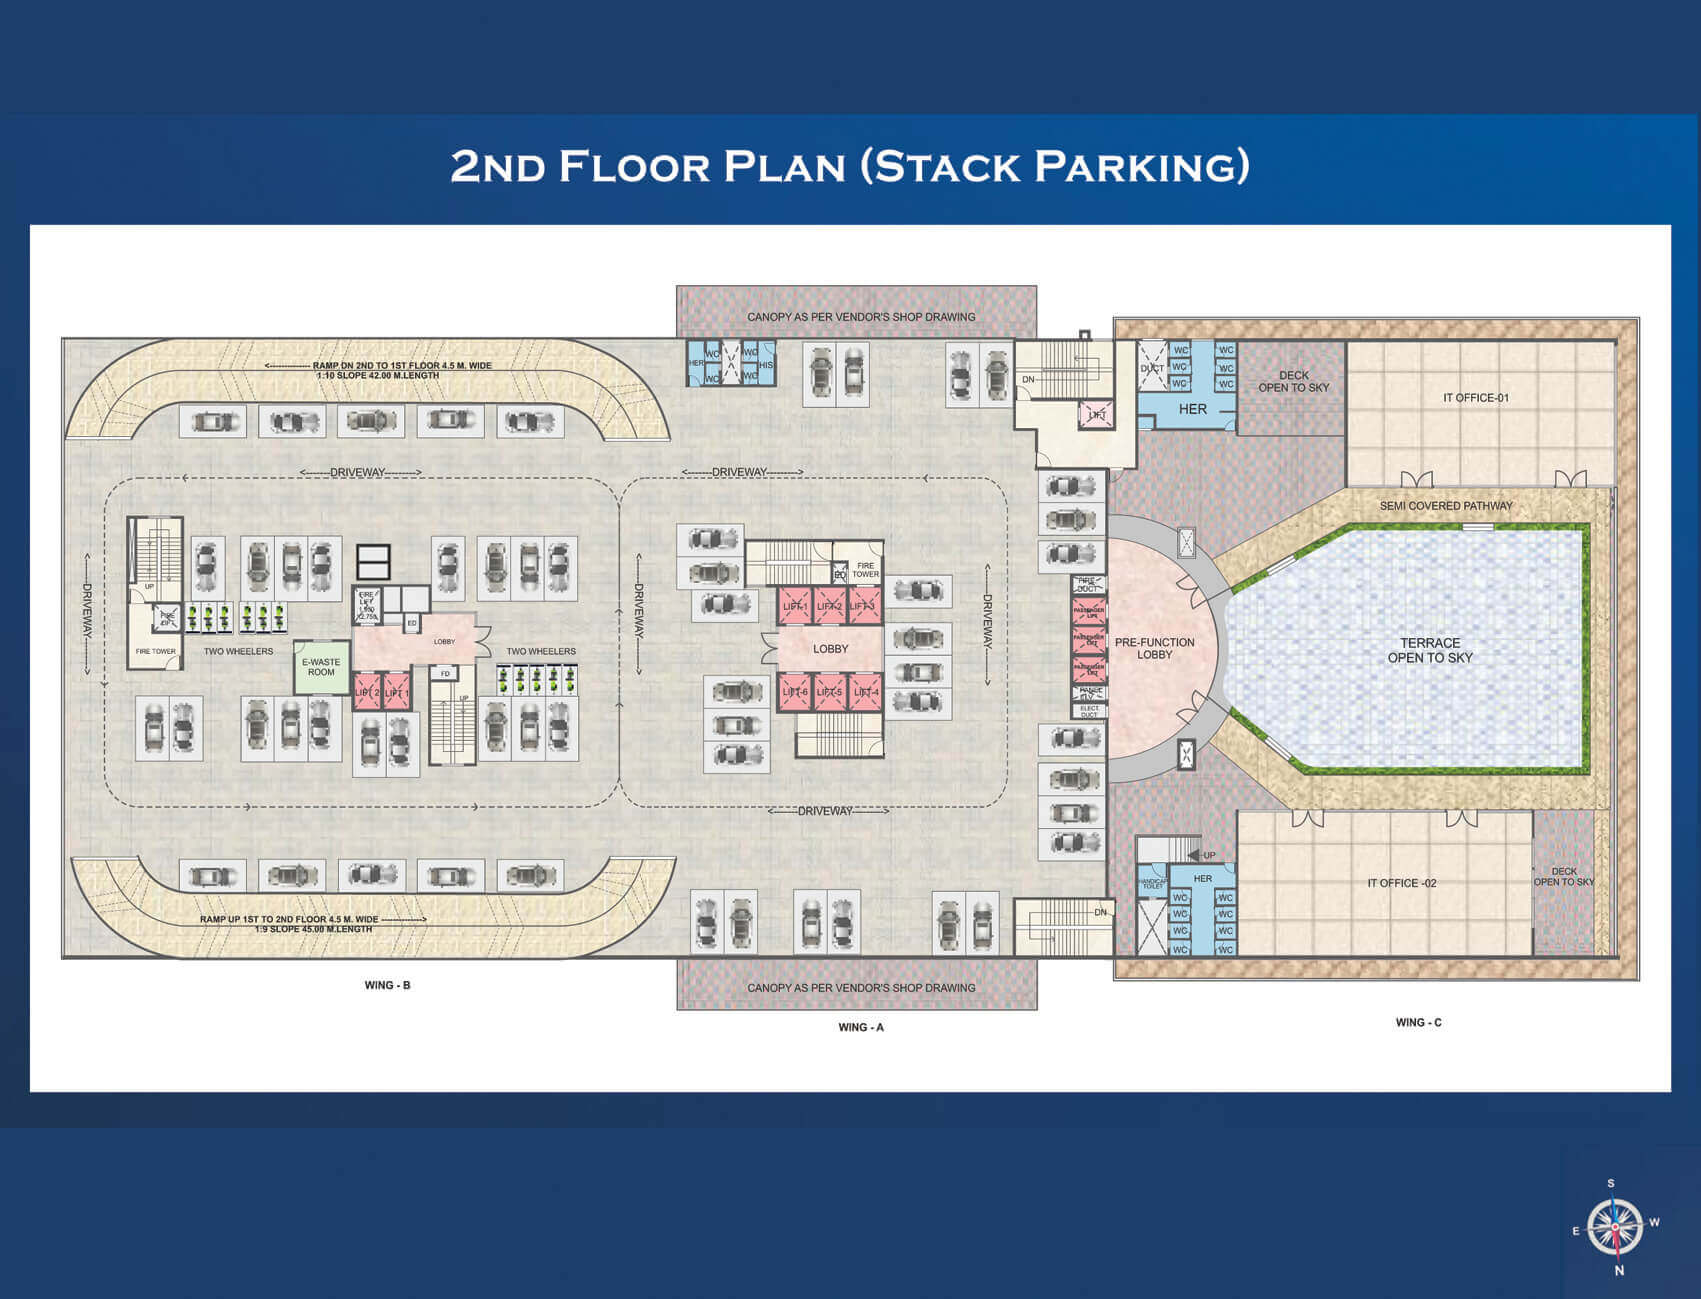 2ND FLOOR PLAN (STACK PARKING)
CANOPY AS PER VENDOR'S SHOP DRAWING
<-------------- RAMP DN 2ND TO 1ST FLOOR 4.5 M. WIDE
1:10 SLOPE 42.00 M.LENGTH
HER
WC
WC
WC
WC
HIS
DN
LIFT
DUCT
WC
WC
WC
WC
WC
WC
HER
DECK
OPEN TO SKY
IT OFFICE-01
<-------DRIVEWAY--------->
<-------DRIVEWAY--------->
SEMI COVERED PATHWAY
UP
FIRE
LIFT
FIRE TOWER
TWO WHEELERS
<-------DRIVEWAY--------->
E-WASTE
ROOM
FIRE
LIFT
ED
LOBBY
FD
LIFT 2
LIFT 1
UP
TWO WHEELERS
<-------DRIVEWAY--------->
FIRE
TOWER
LIFT-1
LIFT-2
LIFT-3
LOBBY
LIFT-6
LIFT-5
LIFT-4
<-------DRIVEWAY--------->
FIRE
DUCT
PASSENGER
LIFT
PASSENGER
LIFT
PASSENGER
LIFT
ELECT.
DUCT
PRE-FUNCTION
LOBBY
TERRACE
OPEN TO SKY
<-------DRIVEWAY--------->
UP
HANDICAP
TOILET
HER
WC
WC
WC
WC
WC
WC
WC
WC
IT OFFICE -02
DECK
OPEN TO SKY
DN
RAMP UP 1ST TO 2ND FLOOR 4.5 M. WIDE -------------->
1:9 SLOPE 45.00 M.LENGTH
CANOPY AS PER VENDOR'S SHOP DRAWING
WING - B
WING - A
WING - C
S
E
W
N